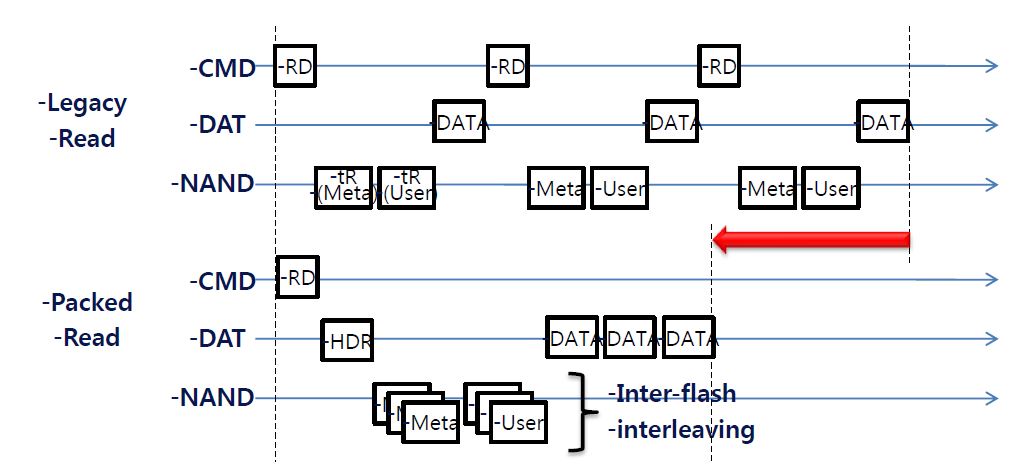 -CMD -RD -RD -RD
-Legacy
-Read
-DAT -DATA -DATA -DATA
-NAND -tR -(Meta) -tR -(User) -Meta -User -Meta -User
-CMD -RD
-Packed
-Read
-DAT -HDR -DATA -DATA -DATA
-NAND -Meta -User
-Inter-flash
-interleaving